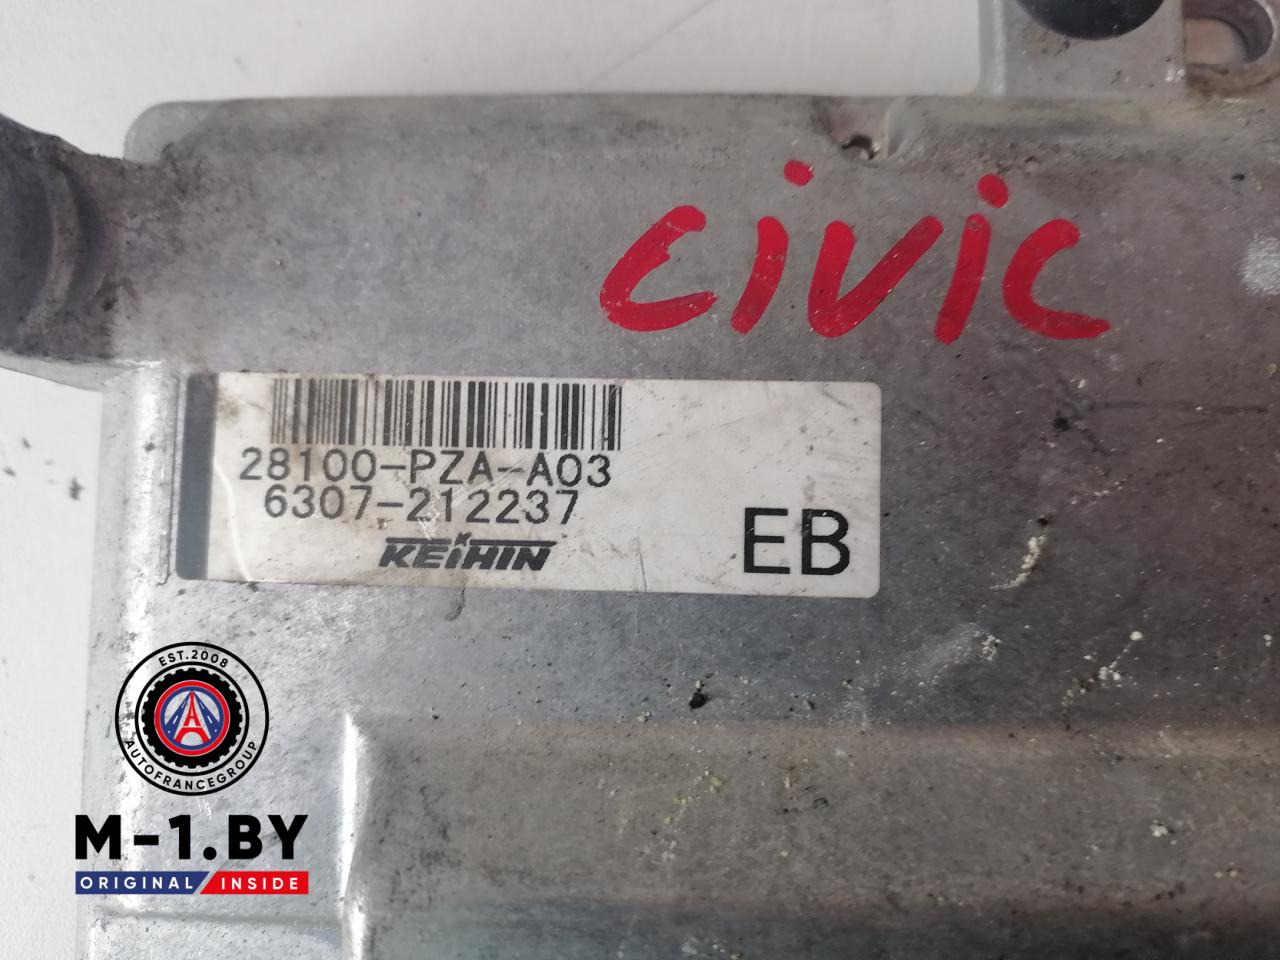 civic
28100-PZA-A03
6307-212237
KEIHIN
EB
EST.2008
AUTOFRANCEGROUP
M-1.BY
ORIGINAL INSIDE